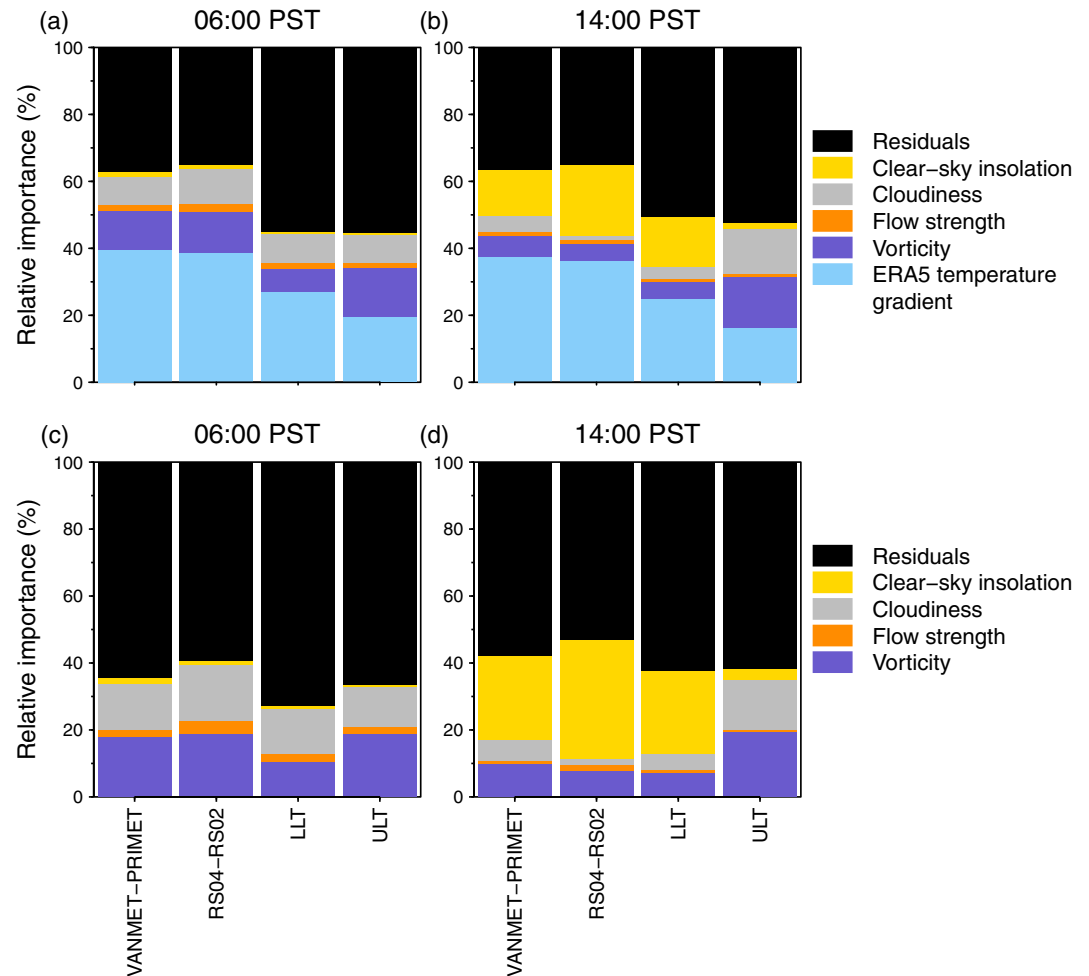 (a) 06:00 PST
(b) 14:00 PST
Relative importance (%)
100
80
60
40
20
0
100
80
60
40
20
0
Residuals
Clear−sky insolation
Cloudiness
Flow strength
Vorticity
ERA5 temperature
gradient
(c) 06:00 PST
(d) 14:00 PST
Relative importance (%)
100
80
60
40
20
0
100
80
60
40
20
0
Residuals
Clear−sky insolation
Cloudiness
Flow strength
Vorticity
VANMET−PRIMET
RS04−RS02
LLT
ULT
VANMET−PRIMET
RS04−RS02
LLT
ULT